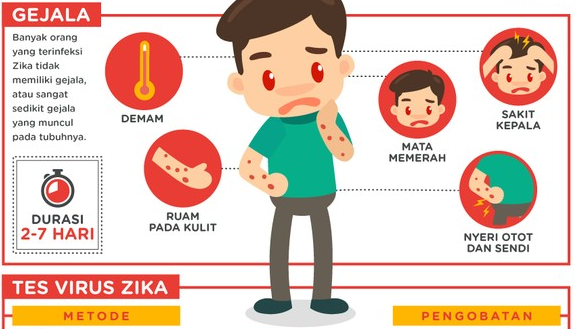 GEJALA
Banyak orang
yang terinfeksi
Zika tidak
memiliki gejala,
atau sangat
sedikit gejala
yang muncul
pada tubuhnya.
DURASI
2-7 HARI
DEMAM
RUAM
PADA KULIT
MATA
MEMERAH
SAKIT
KEPALA
NYERI OTOT
DAN SENDI
TES VIRUS ZIKA
METODE
PENGOBATAN